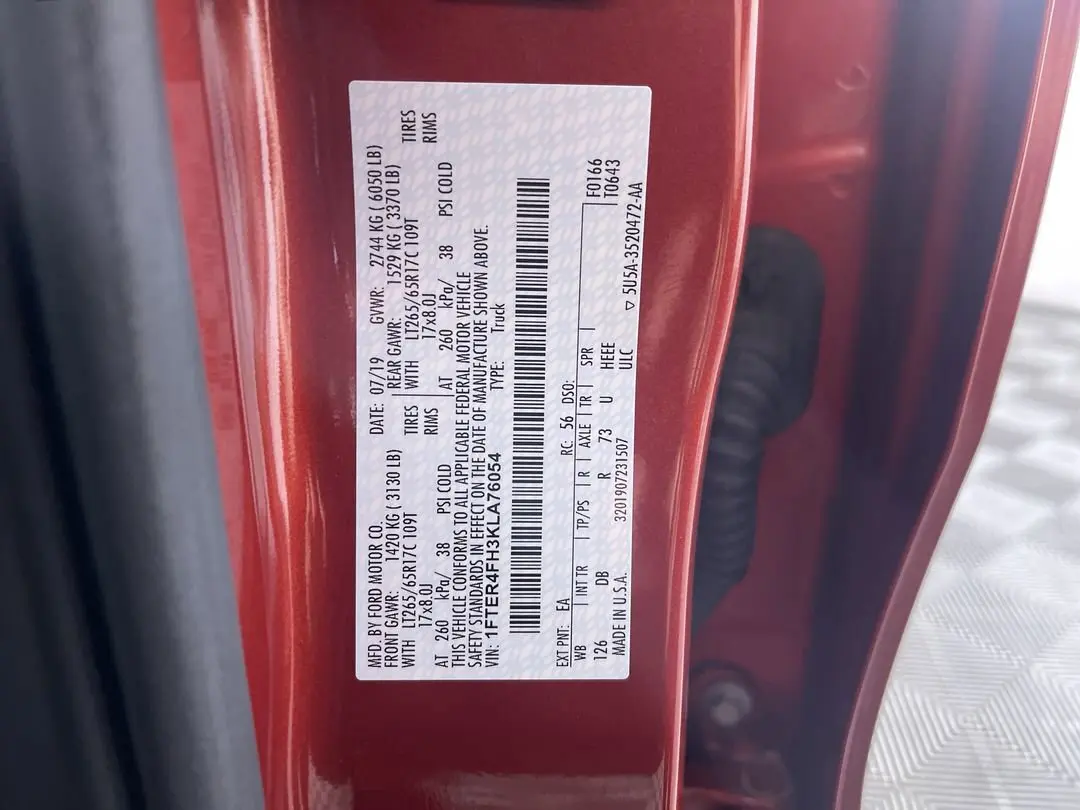 MFD. BY FORD MOTOR CO.
DATE: 07/19 GVWR: 2744 KG ( 6050 LB)
FRONT GAWR: 1420 KG ( 3130 LB)
REAR GAWR: 1529 KG ( 3370 LB)
WITH LT265/65R17C 109T TIRES
WITH LT265/65R17C 109T TIRES
17x8.0J RIMS
17x8.0J RIMS
AT 260 kPa/ 38 PSI COLD
AT 260 kPa/ 38 PSI COLD
THIS VEHICLE CONFORMS TO ALL APPLICABLE FEDERAL MOTOR VEHICLE
SAFETY STANDARDS IN EFFECT ON THE DATE OF MANUFACTURE SHOWN ABOVE.
VIN: 1FTER4FH3KLA76054 TYPE: Truck
EXT PNT: EA RC: 56 DSO:
WB INT TR TP/PS R AXLE TR SPR F0166
126 DB R 73 U HEEE T0643
MADE IN U.S.A. 3201907231507 ULC
▽ 5U5A-3520472-AA